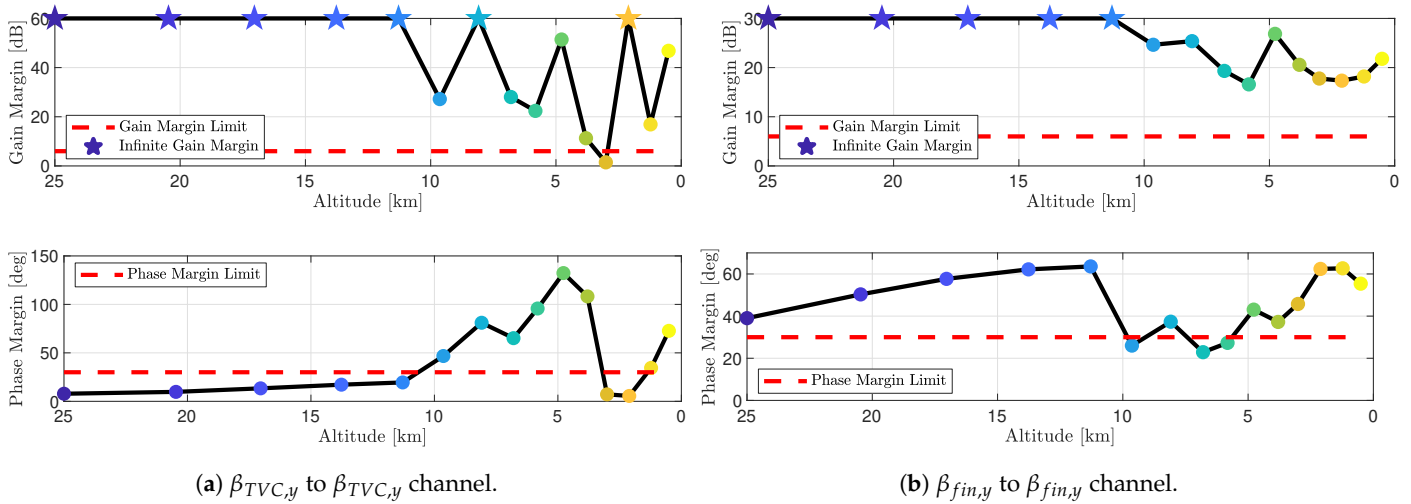 60
40
20
0
Gain Margin [dB]
Gain Margin Limit
Infinite Gain Margin
25
20
15
10
5
0
Altitude [km]
30
20
10
0
Gain Margin [dB]
Gain Margin Limit
Infinite Gain Margin
25
20
15
10
5
0
Altitude [km]
150
100
50
0
Phase Margin [deg]
Phase Margin Limit
25
20
15
10
5
0
Altitude [km]
60
40
20
0
Phase Margin [deg]
Phase Margin Limit
25
20
15
10
5
0
Altitude [km]
(a) β_{TVC,y} to β_{TVC,y} channel.
(b) β_{fin,y} to β_{fin,y} channel.